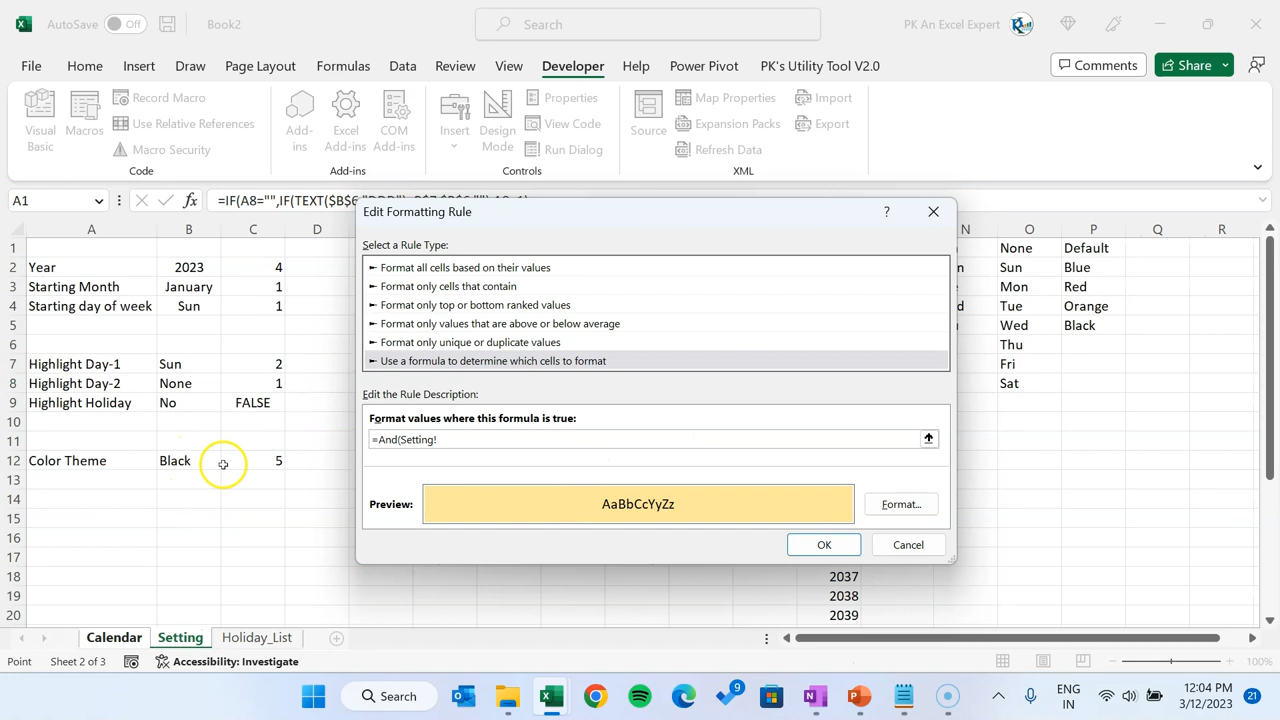 AutoSave Off Book2 Search PK An Excel Expert
File Home Insert Draw Page Layout Formulas Data Review View Developer Help Power Pivot PK's Utility Tool V2.0 Comments Share
Visual Basic
Macros
Record Macro
Use Relative References
Macro Security
Code
Add-ins
Excel Add-ins
COM Add-ins
Add-ins
Insert
Design Mode
Properties
View Code
Run Dialog
Controls
Source
Map Properties
Expansion Packs
Refresh Data
Import
Export
XML
A1 fx
Edit Formatting Rule ?
Select a Rule Type:
► Format all cells based on their values
► Format only cells that contain
► Format only top or bottom ranked values
► Format only values that are above or below average
► Format only unique or duplicate values
► Use a formula to determine which cells to format
Edit the Rule Description:
Format values where this formula is true:
=And(Setting!
Preview: AaBbCcYyZz Format...
OK Cancel
A B C D N O P Q R
1 None Default
2 Year 2023 4 Sun Blue
3 Starting Month January 1 Mon Red
4 Starting day of week Sun 1 Tue Orange
5 Wed Black
6 Thu
7 Highlight Day-1 Sun 2 Fri
8 Highlight Day-2 None 1 Sat
9 Highlight Holiday No FALSE
10
11
12 Color Theme Black 5
13
14
15
16
17
18 2037
19 2038
20 2039
Calendar Setting Holiday_List
Point Sheet 2 of 3 Accessibility: Investigate 100%
Search 9 ENG IN 12:04 PM 3/12/2023 21